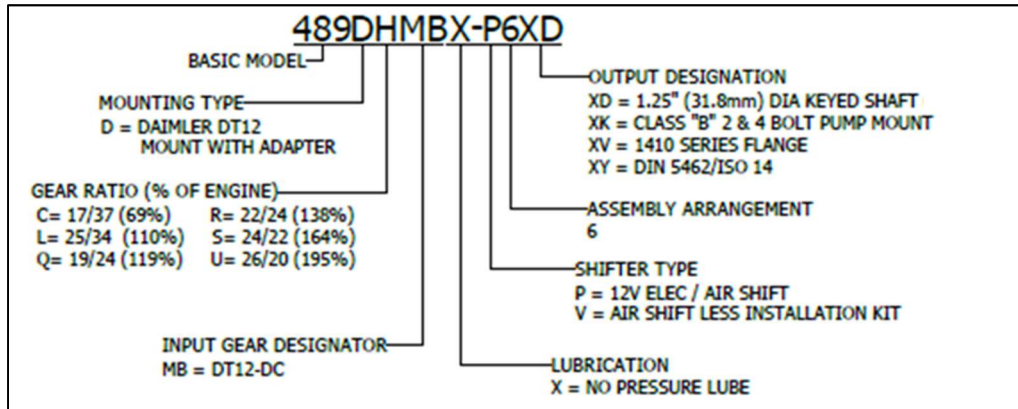 489DHMBX-P6XD
BASIC MODEL
MOUNTING TYPE
D = DAIMLER DT12
MOUNT WITH ADAPTER
GEAR RATIO (% OF ENGINE)
C= 17/37 (69%) R= 22/24 (138%)
L= 25/34 (110%) S= 24/22 (164%)
Q= 19/24 (119%) U= 26/20 (195%)
INPUT GEAR DESIGNATOR
MB = DT12-DC
OUTPUT DESIGNATION
XD = 1.25" (31.8mm) DIA KEYED SHAFT
XK = CLASS "B" 2 & 4 BOLT PUMP MOUNT
XV = 1410 SERIES FLANGE
XY = DIN 5462/ISO 14
ASSEMBLY ARRANGEMENT
6
SHIFTER TYPE
P = 12V ELEC / AIR SHIFT
V = AIR SHIFT LESS INSTALLATION KIT
LUBRICATION
X = NO PRESSURE LUBE